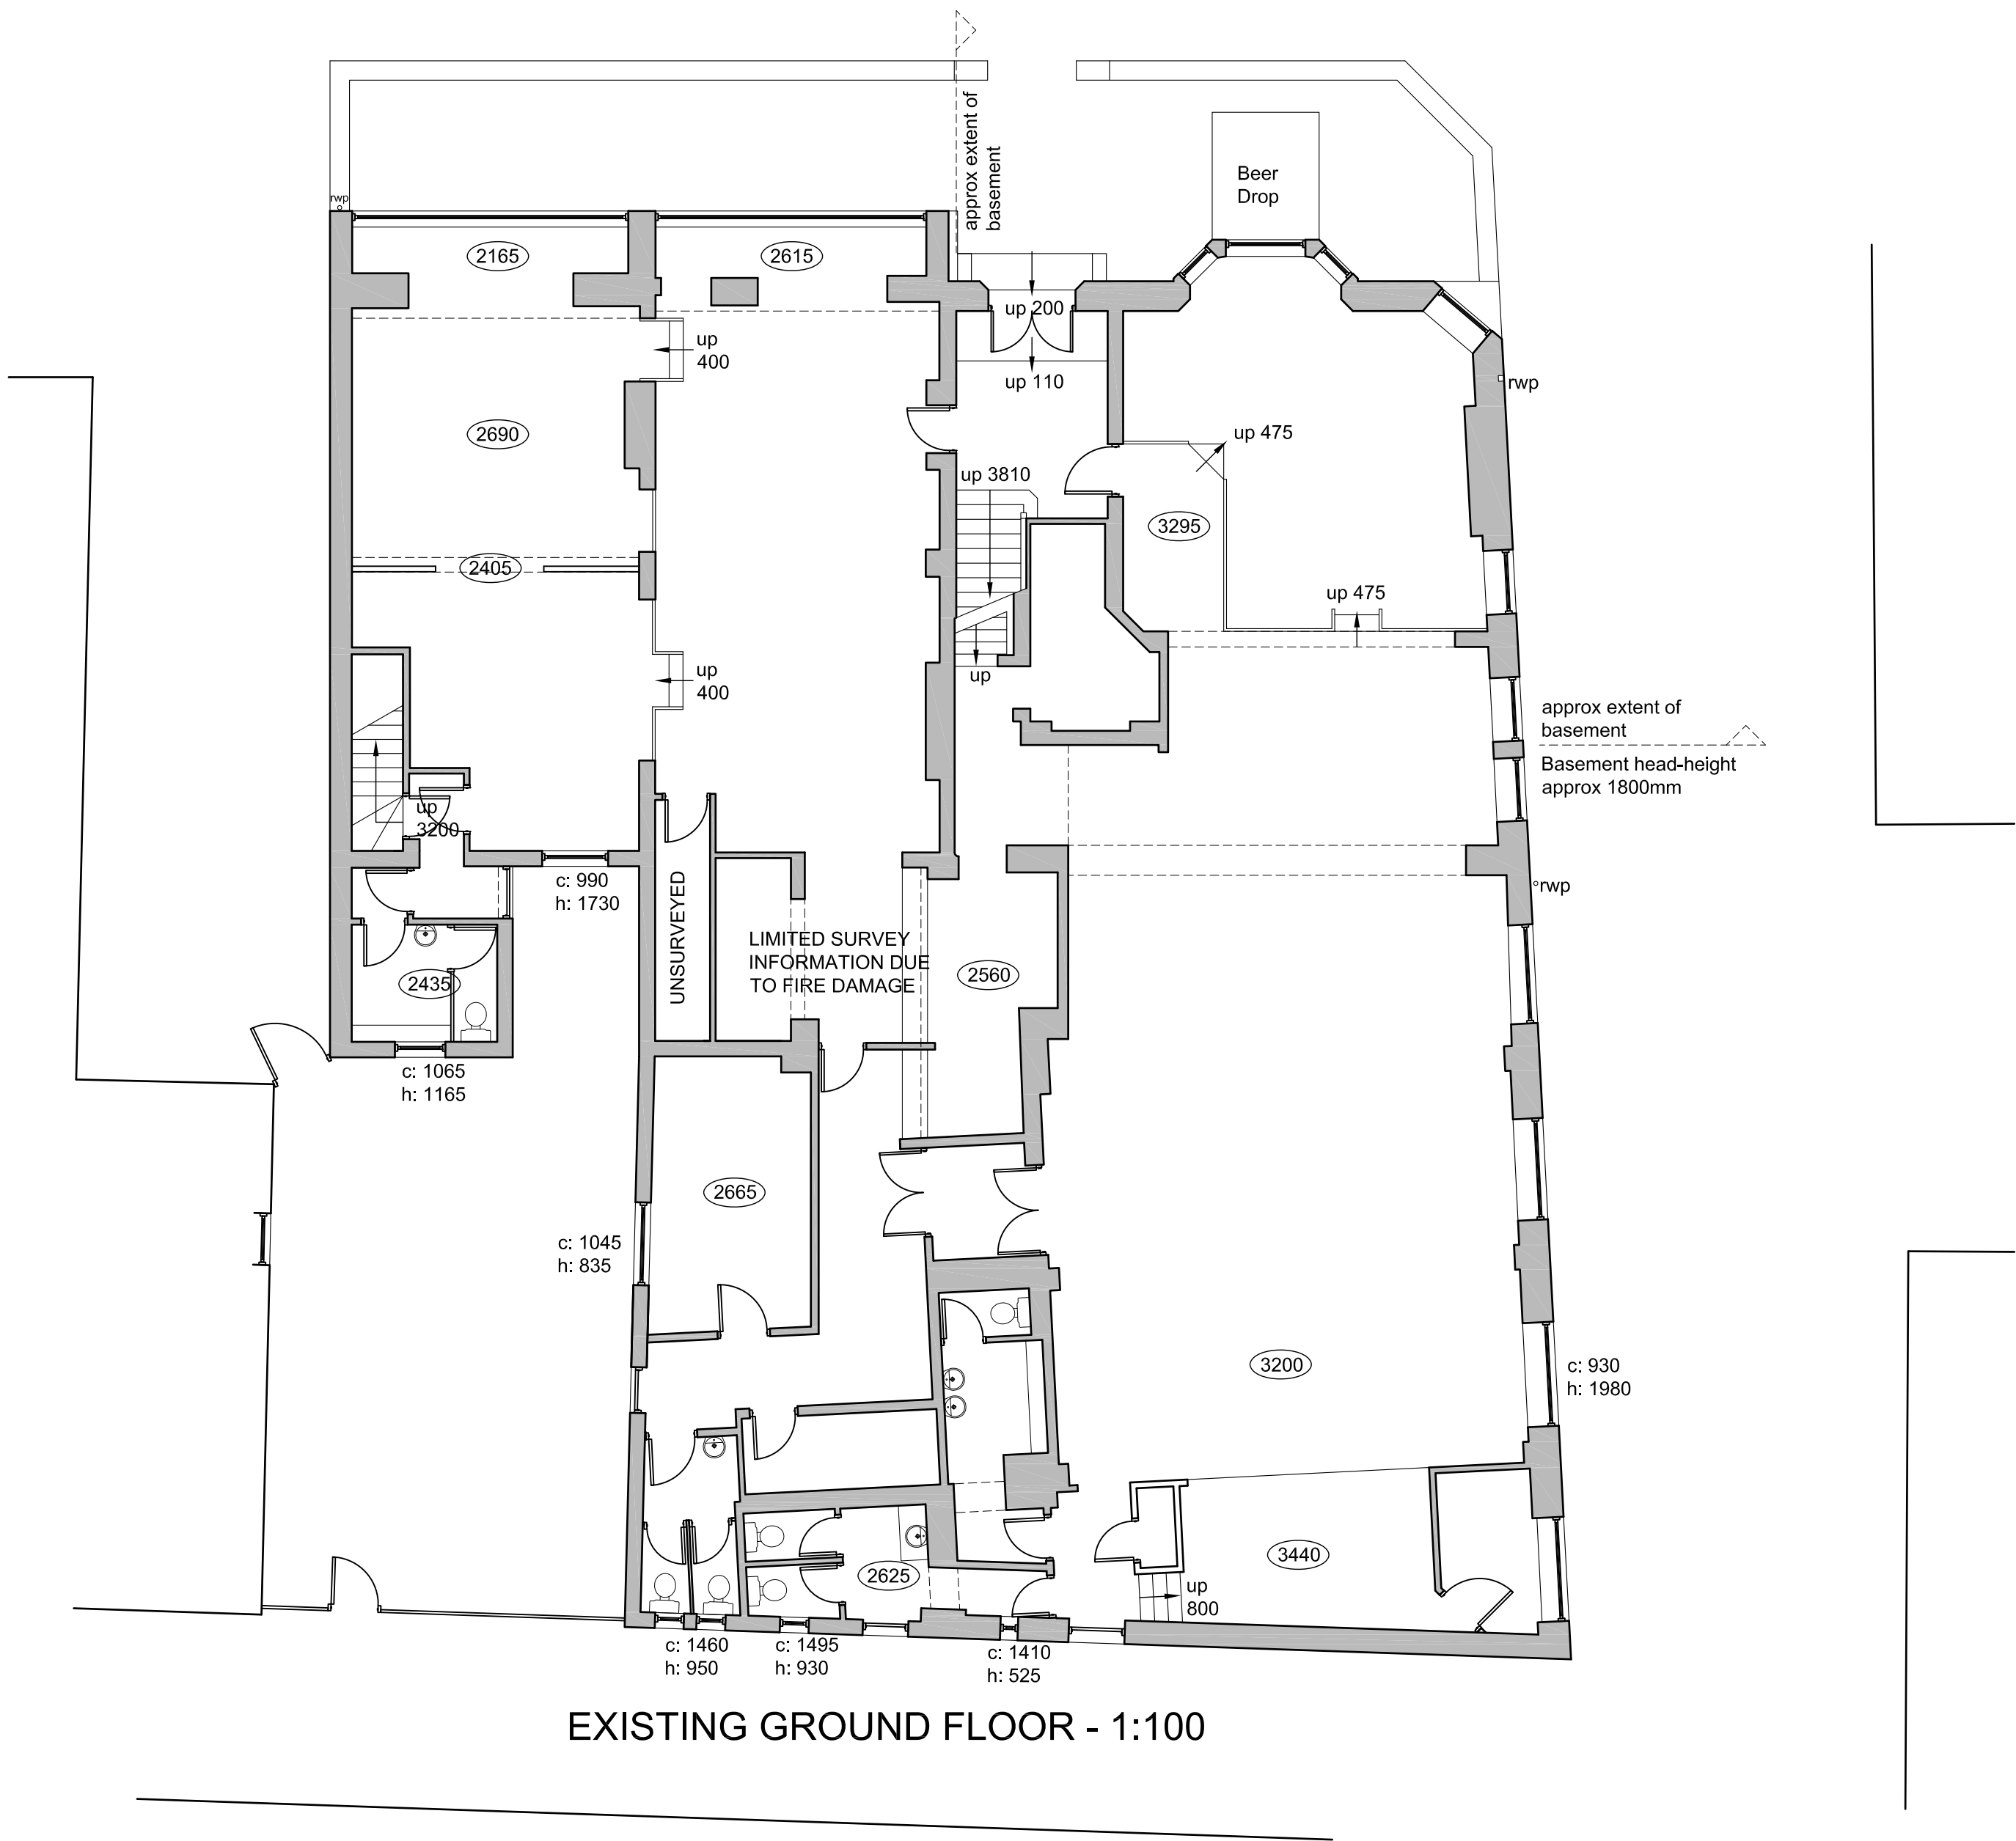 approx extent of
basement
Beer
Drop
rwp
2165
2615
up 200
up
400
up 110
rwp
2690
up 475
up 3810
3295
2405
up 475
up
400
up
approx extent of
basement
Basement head-height
approx 1800mm
up
3200
c: 990
h: 1730
UNSURVEYED
rwp
LIMITED SURVEY
INFORMATION DUE
TO FIRE DAMAGE
2435
2560
c: 1065
h: 1165
2665
c: 1045
h: 835
3200
c: 930
h: 1980
3440
2625
up
800
c: 1460
h: 950
c: 1495
h: 930
c: 1410
h: 525
EXISTING GROUND FLOOR - 1:100